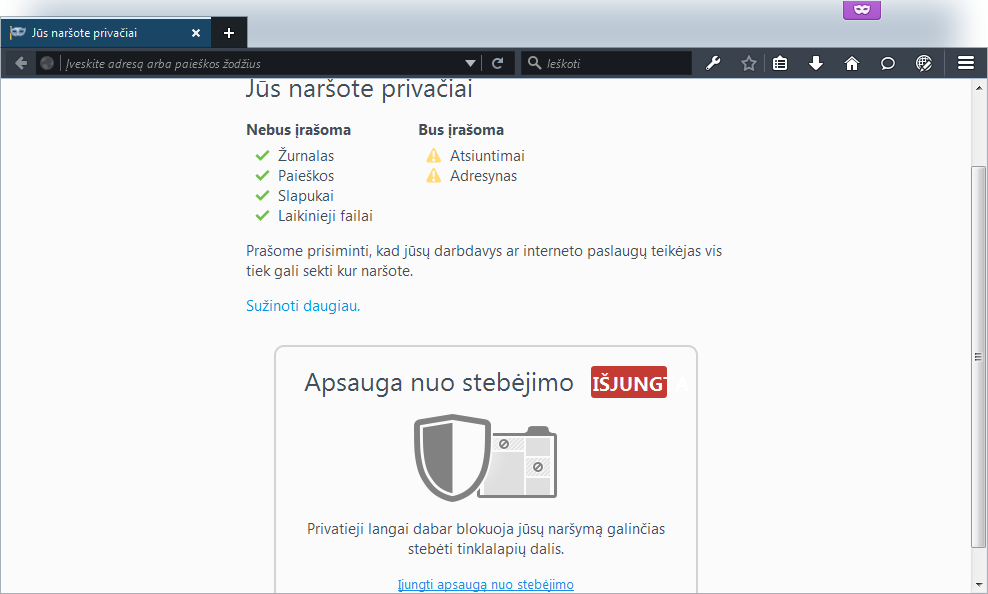 Jūs naršote privačiai
Įveskite adresą arba paieškos žodžius
Ieškoti
Jūs naršote privačiai
Nebus įrašoma
Bus įrašoma
Žurnalas
Atsiuntimai
Paieškos
Adresynas
Slapukai
Laikinieji failai
Prašome prisiminti, kad jūsų darbdavys ar interneto paslaugų teikėjas vis
tiek gali sekti kur naršote.
Sužinoti daugiau.
Apsauga nuo stebėjimo IŠJUNGTA
Privatieji langai dabar blokuoja jūsų naršymą galinčias
stebėti tinklalapių dalis.
Įjungti apsaugą nuo stebėjimo